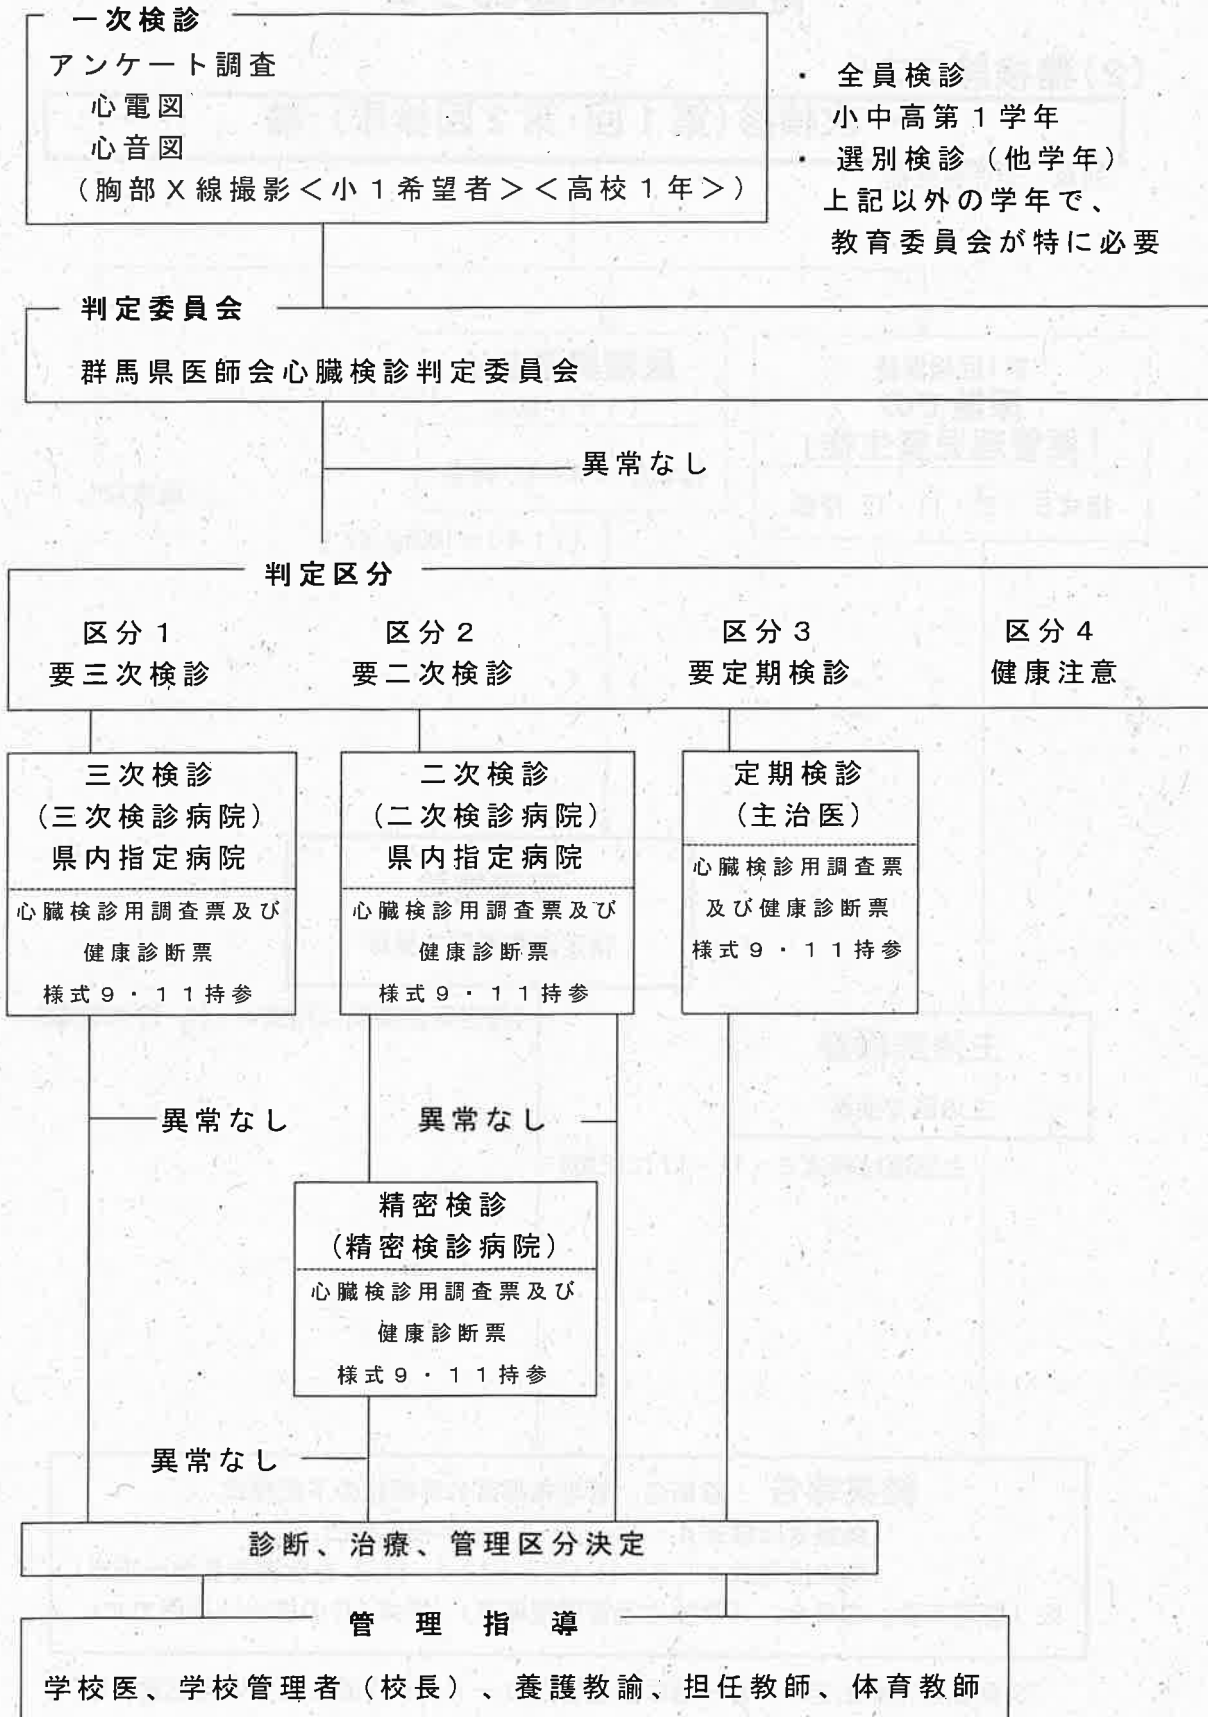 一次検診
アンケート調査
心電図
心音図
（胸部Ｘ線撮影＜小１希望者＞＜高校１年＞）
・ 全員検診
小中高第１学年
・ 選別検診（他学年）
上記以外の学年で、
教育委員会が特に必要
判定委員会
群馬県医師会心臓検診判定委員会
異常なし
判定区分
区分１
要三次検診
区分２
要二次検診
区分３
要定期検診
区分４
健康注意
三次検診
（三次検診病院）
県内指定病院
心臓検診用調査票及び
健康診断票
様式９・１１持参
二次検診
（二次検診病院）
県内指定病院
心臓検診用調査票及び
健康診断票
様式９・１１持参
定期検診
（主治医）
心臓検診用調査票
及び健康診断票
様式９・１１持参
異常なし
異常なし
精密検診
（精密検診病院）
心臓検診用調査票及び
健康診断票
様式９・１１持参
異常なし
診断、治療、管理区分決定
管理指導
学校医、学校管理者（校長）、養護教諭、担任教師、体育教師